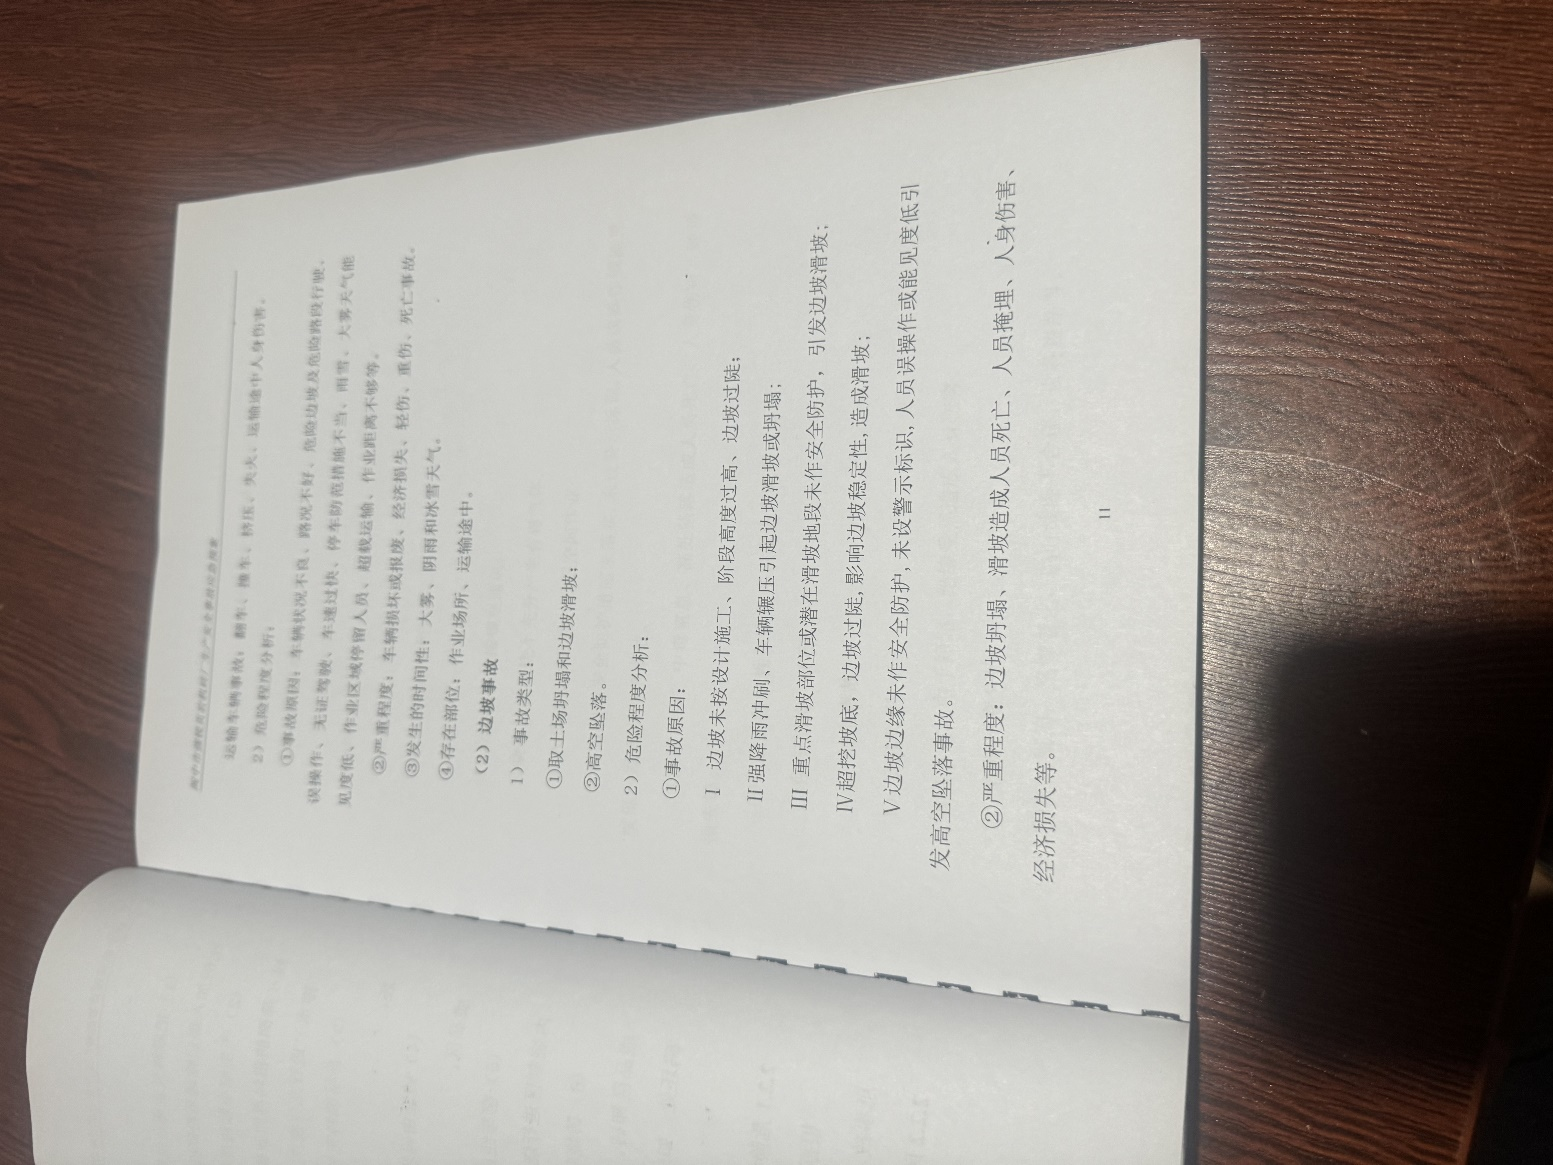 运输车辆事故：翻车、撞车、挤压、失火、运输途中人身伤害。
2）危险程度分析：
①事故原因：车辆状况不良、路况不好、危险边坡及危险路段行驶、
误操作、无证驾驶、车速过快、停车防范措施不当、雨雪、大雾天气能
见度低、作业区域停留人员、超载运输、作业距离不够等。
②严重程度：车辆损坏或报废、经济损失、轻伤、重伤、死亡事故。
③发生的时间性：大雾、阴雨和冰雪天气。
④存在部位：作业场所、运输途中。
（2）边坡事故
1） 事故类型：
①取土场坍塌和边坡滑坡；
②高空坠落。
2）危险程度分析：
①事故原因：
Ⅰ 边坡未按设计施工、阶段高度过高、边坡过陡；
Ⅱ强降雨冲刷、车辆辗压引起边坡滑坡或坍塌；
Ⅲ 重点滑坡部位或潜在滑坡地段未作安全防护，引发边坡滑坡；
Ⅳ超挖坡底，边坡过陡,影响边坡稳定性,造成滑坡；
Ⅴ边坡边缘未作安全防护,未设警示标识,人员误操作或能见度低引
发高空坠落事故。
②严重程度：边坡坍塌、滑坡造成人员死亡、人员掩埋、人身伤害、
经济损失等。
11